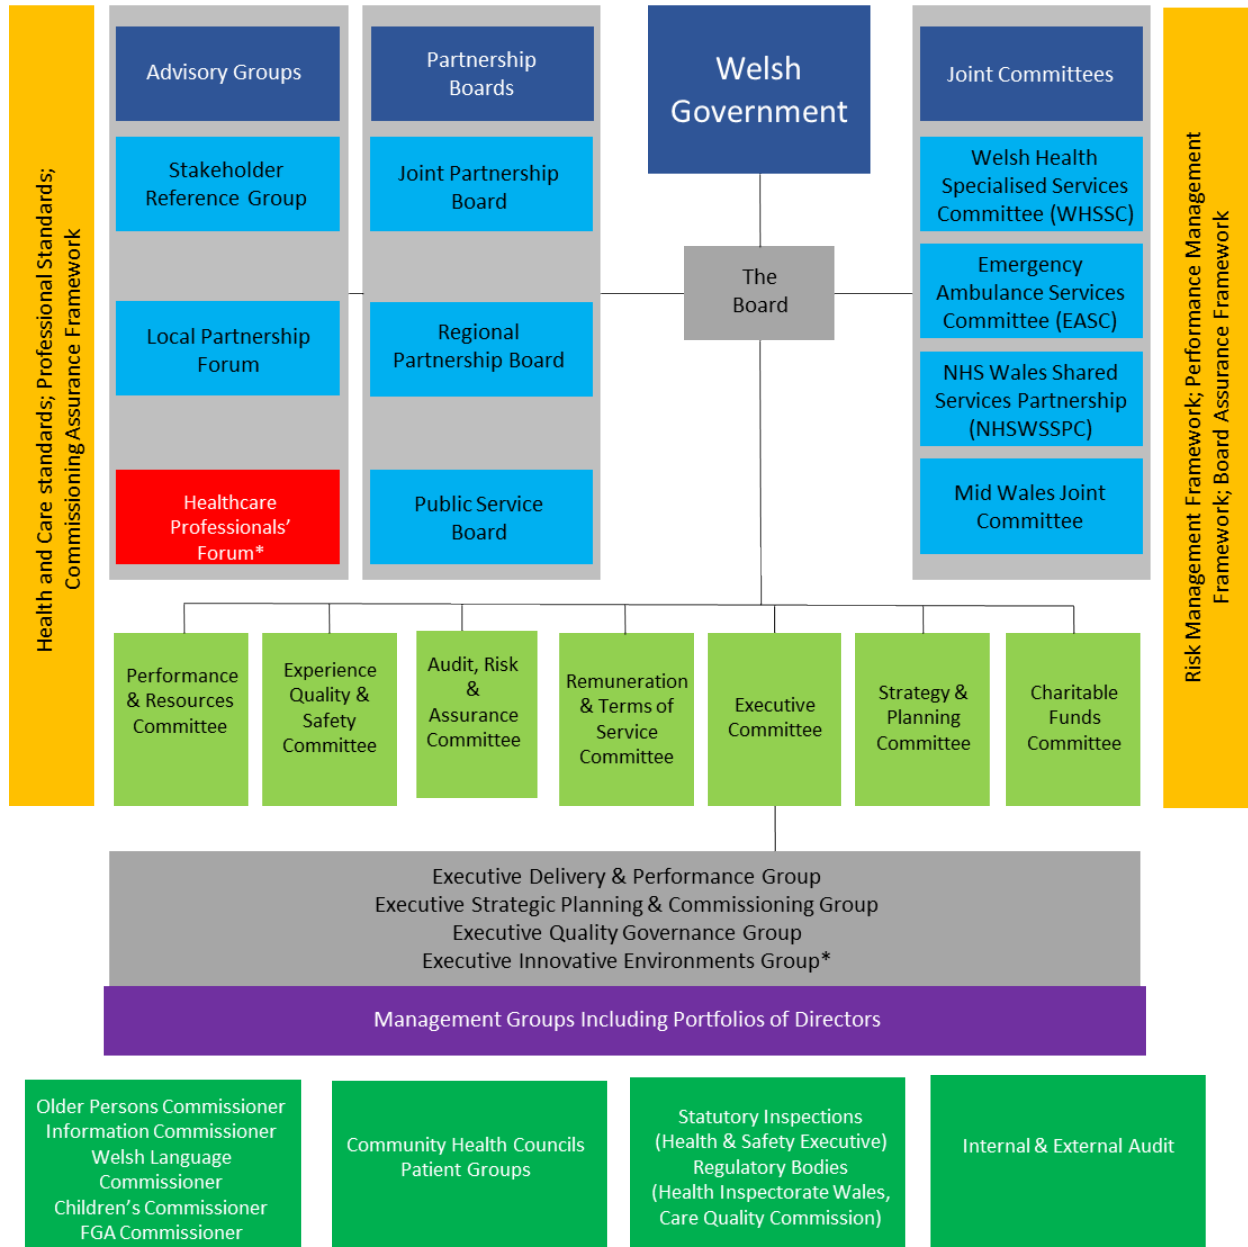 Health and Care standards; Professional Standards;
Commissioning Assurance Framework
Advisory Groups
Stakeholder
Reference Group
Local Partnership
Forum
Healthcare
Professionals’
Forum*
Partnership
Boards
Joint Partnership
Board
Regional
Partnership Board
Public Service
Board
Welsh
Government
The
Board
Joint Committees
Welsh Health
Specialised Services
Committee (WHSSC)
Emergency
Ambulance Services
Committee (EASC)
NHS Wales Shared
Services Partnership
(NHSWSSPC)
Mid Wales Joint
Committee
Risk Management Framework; Performance Management
Framework; Board Assurance Framework
Performance
& Resources
Committee
Experience
Quality &
Safety
Committee
Audit, Risk
&
Assurance
Committee
Remuneration
& Terms of
Service
Committee
Executive
Committee
Strategy &
Planning
Committee
Charitable
Funds
Committee
Executive Delivery & Performance Group
Executive Strategic Planning & Commissioning Group
Executive Quality Governance Group
Executive Innovative Environments Group*
Management Groups Including Portfolios of Directors
Older Persons Commissioner
Information Commissioner
Welsh Language
Commissioner
Children’s Commissioner
FGA Commissioner
Community Health Councils
Patient Groups
Statutory Inspections
(Health & Safety Executive)
Regulatory Bodies
(Health Inspectorate Wales,
Care Quality Commission)
Internal & External Audit